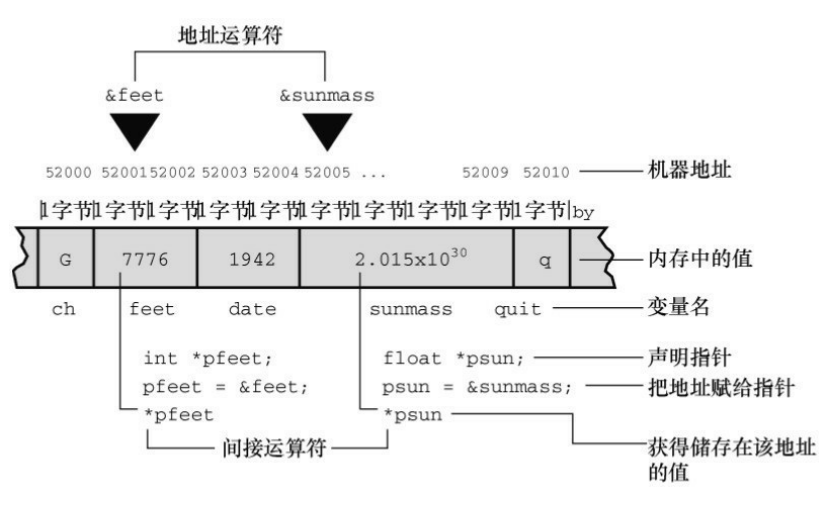 地址运算符
&feet &sunmass
52000 52001 52002 52003 52004 52005 ... 52009 52010 机器地址
1字节 1字节 1字节 1字节 1字节 1字节 1字节 1字节 1字节 1字节 by
G 7776 1942 2.015x10³⁰ q 内存中的值
ch feet date sunmass quit 变量名
int *pfeet; float *psun; 声明指针
pfeet = &feet; psun = &sunmass; 把地址赋给指针
*pfeet *psun
间接运算符 获得储存在该地址
的值